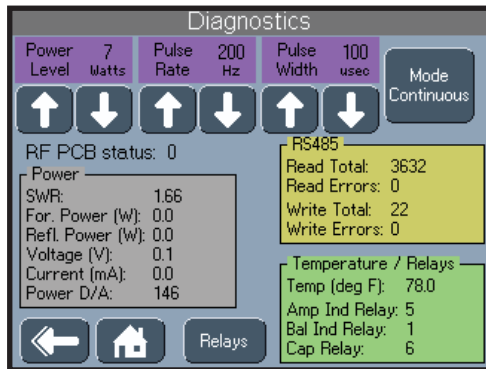 Diagnostics
Power Level 7 Watts
Pulse Rate 200 Hz
Pulse Width 100 usec
Mode Continuous
RF PCB status: 0
Power
SWR: 1.66
For. Power (W): 0.0
Refl. Power (W): 0.0
Voltage (V): 0.1
Current (mA): 0.0
Power D/A: 146
RS485
Read Total: 3632
Read Errors: 0
Write Total: 22
Write Errors: 0
Temperature / Relays
Temp (deg F): 78.0
Amp Ind Relay: 5
Bal Ind Relay: 1
Cap Relay: 6
Relays